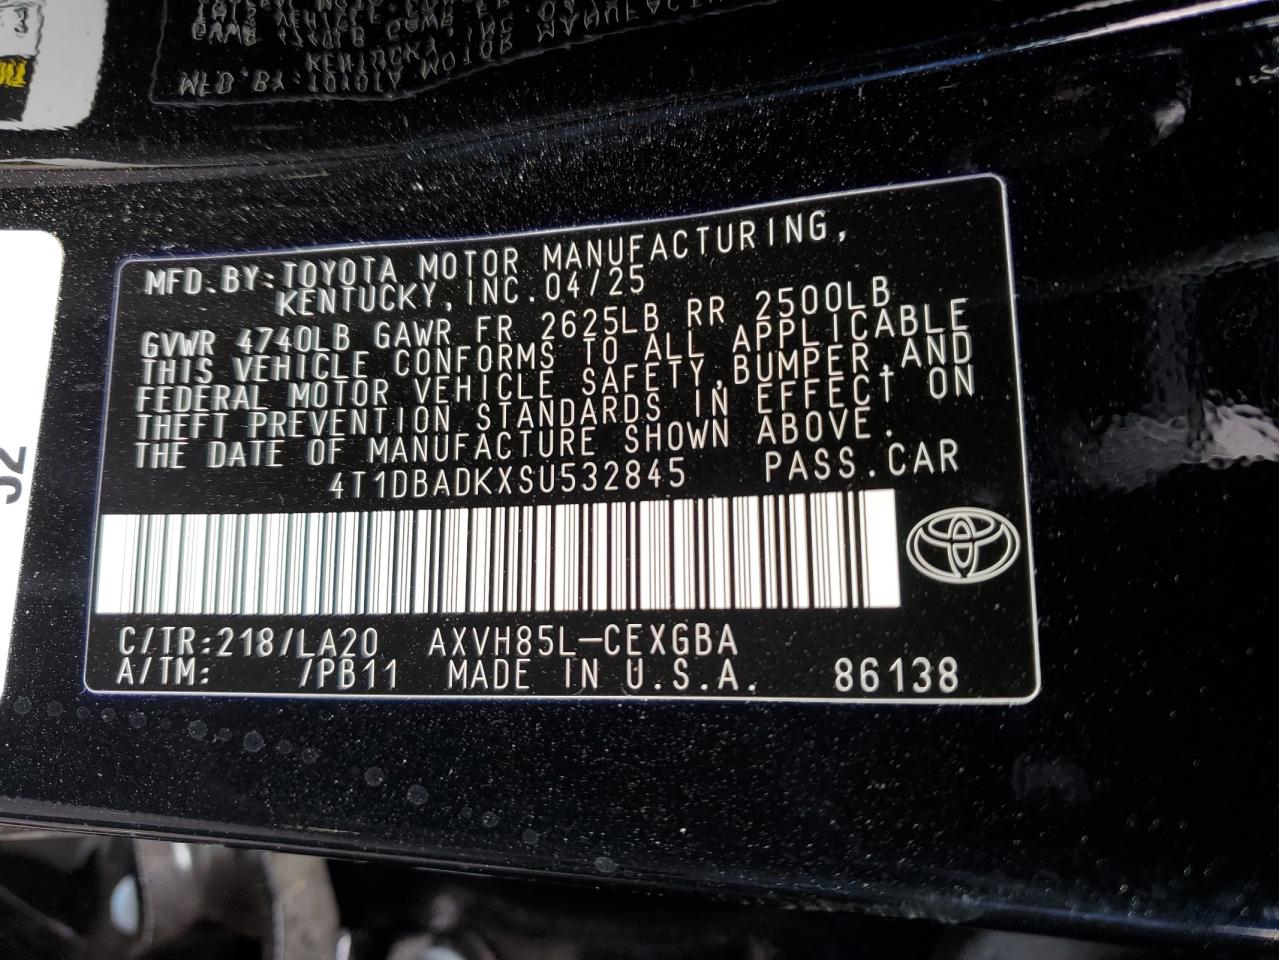 MFD.BY:TOYOTA MOTOR MANUFACTURING,
KENTUCKY,INC.04/25
GVWR 4740LB GAWR FR 2625LB RR 2500LB
THIS VEHICLE CONFORMS TO ALL APPLICABLE
FEDERAL MOTOR VEHICLE SAFETY,BUMPER,AND
THEFT PREVENTION STANDARDS IN EFFECT ON
THE DATE OF MANUFACTURE SHOWN ABOVE.
4T1DBADKXSU532845 PASS.CAR
C/TR:218/LA20 AXVH85L-CEXGBA
A/TM: /PB11 MADE IN U.S.A. 86138